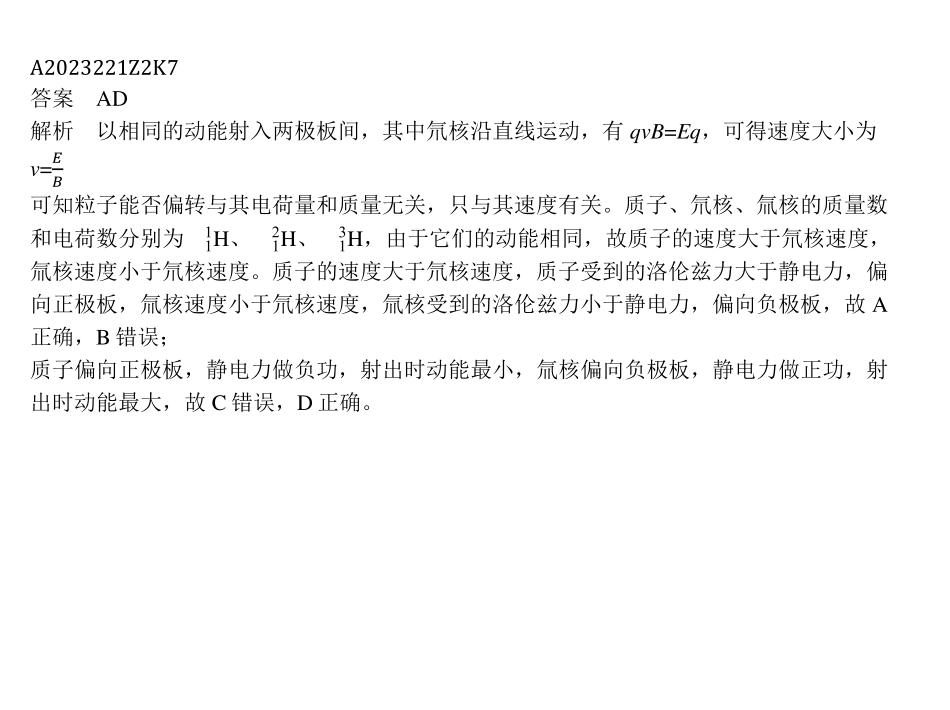 A2023221Z2K7
答案 AD
解析 以相同的动能射入两极板间，其中氘核沿直线运动，有 qvB=Eq，可得速度大小为
v=E/B
可知粒子能否偏转与其电荷量和质量无关，只与其速度有关。质子、氘核、氚核的质量数
和电荷数分别为 ¹₁H、 ²₁H、 ³₁H，由于它们的动能相同，故质子的速度大于氘核速度，
氚核速度小于氘核速度。质子的速度大于氘核速度，质子受到的洛伦兹力大于静电力，偏
向正极板，氚核速度小于氘核速度，氚核受到的洛伦兹力小于静电力，偏向负极板，故 A
正确，B 错误；
质子偏向正极板，静电力做负功，射出时动能最小，氚核偏向负极板，静电力做正功，射
出时动能最大，故 C 错误，D 正确。